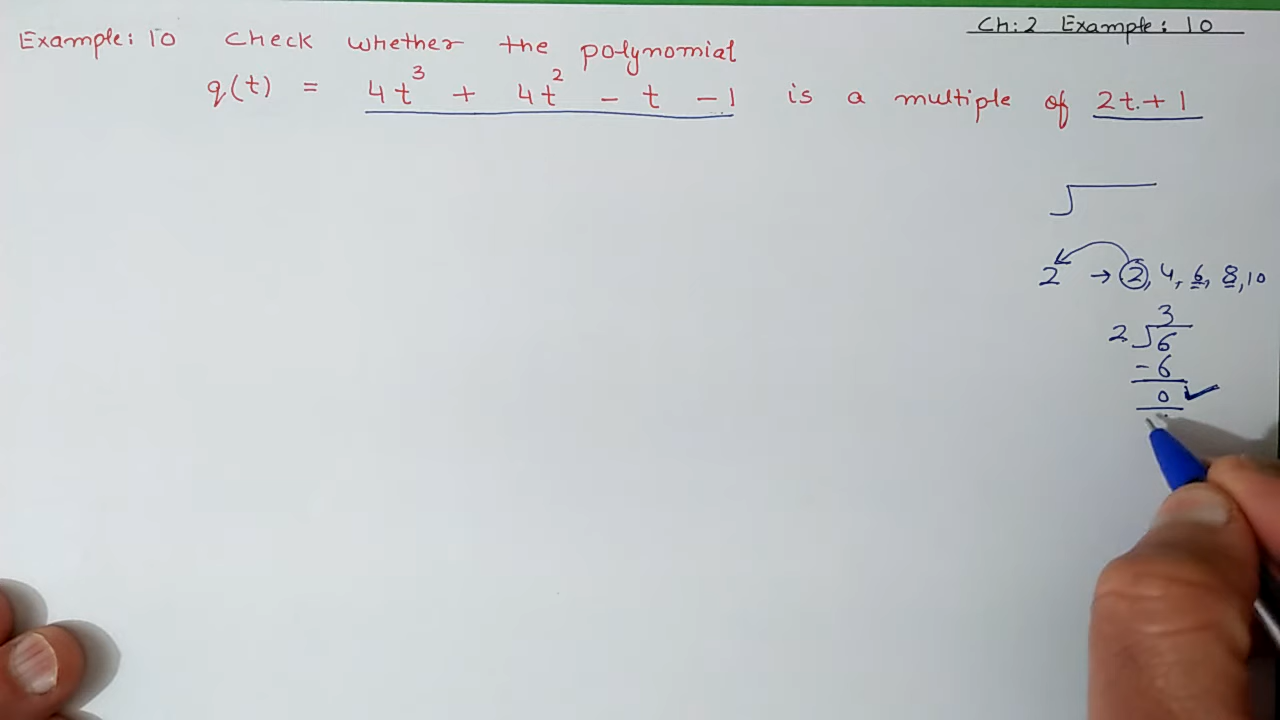 Ch: 2 Example: 10
Example: 10 Check whether the polynomial
q(t) = 4t³ + 4t² - t - 1 is a multiple of 2t + 1
2 → 2, 4, 6, 8, 10
3
2 6
- 6
0 ✓